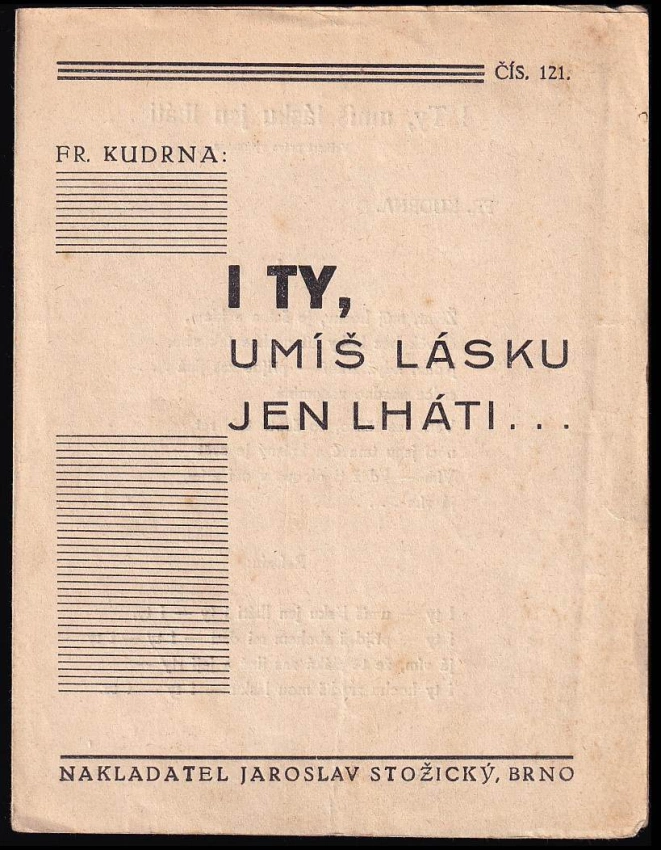 ČÍS. 121.
FR. KUDRNA:
I TY,
UMÍŠ LÁSKU
JEN LHÁTI...
NAKLADATEL JAROSLAV STOŽICKÝ, BRNO